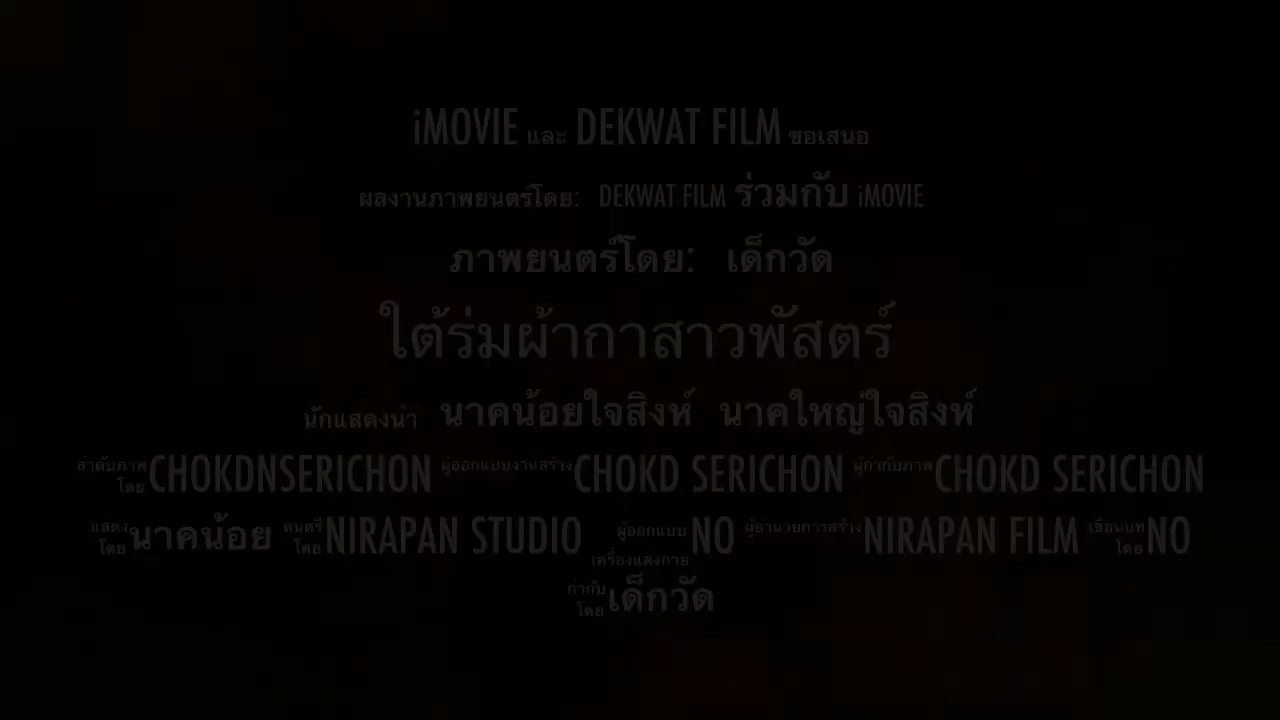 iMOVIE และ DEKWAT FILM ขอเสนอ
ผลงานภาพยนตร์โดย: DEKWAT FILM ร่วมกับ iMOVIE
ภาพยนตร์โดย: เด็กวัด
ใต้ร่มผ้ากาสาวพัสตร์
นักแสดงนำ นาคน้อยใจสิงห์ นาคใหญ่ใจสิงห์
ลำดับภาพโดย CHOKDNSERICHON ผู้ออกแบบงานสร้าง CHOKD SERICHON ผู้กำกับภาพ CHOKD SERICHON
แสดงโดย นาคน้อย ดนตรีโดย NIRAPAN STUDIO ผู้ออกแบบเครื่องแต่งกาย NO ผู้อำนวยการสร้าง NIRAPAN FILM เขียนบทโดย NO
กำกับโดย เด็กวัด